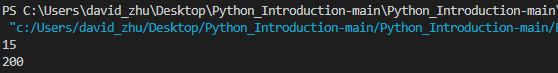 PS C:\Users\david_zhu\Desktop\Python_Introduction-main\Python_Introduction-main\
"c:/Users/david_zhu/Desktop/Python_Introduction-main/Python_Introduction-main/
15
200